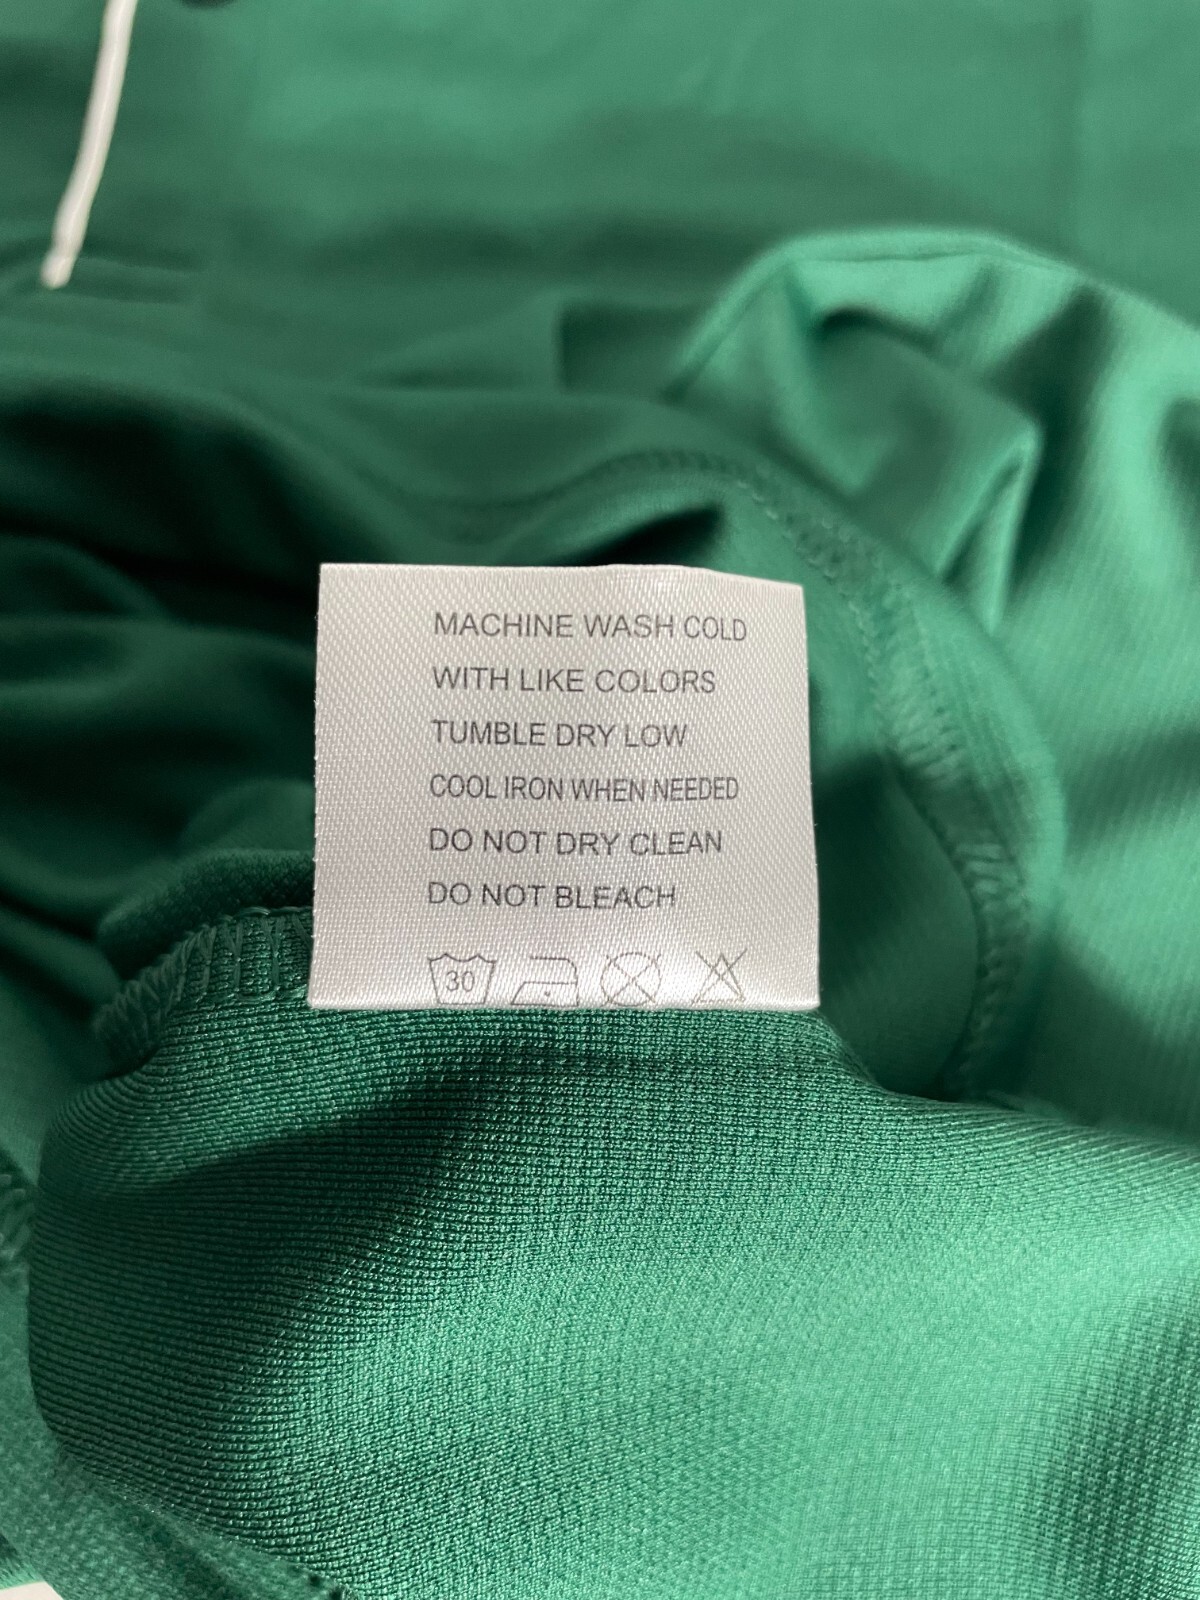 MACHINE WASH COLD
WITH LIKE COLORS
TUMBLE DRY LOW
COOL IRON WHEN NEEDED
DO NOT DRY CLEAN
DO NOT BLEACH
30